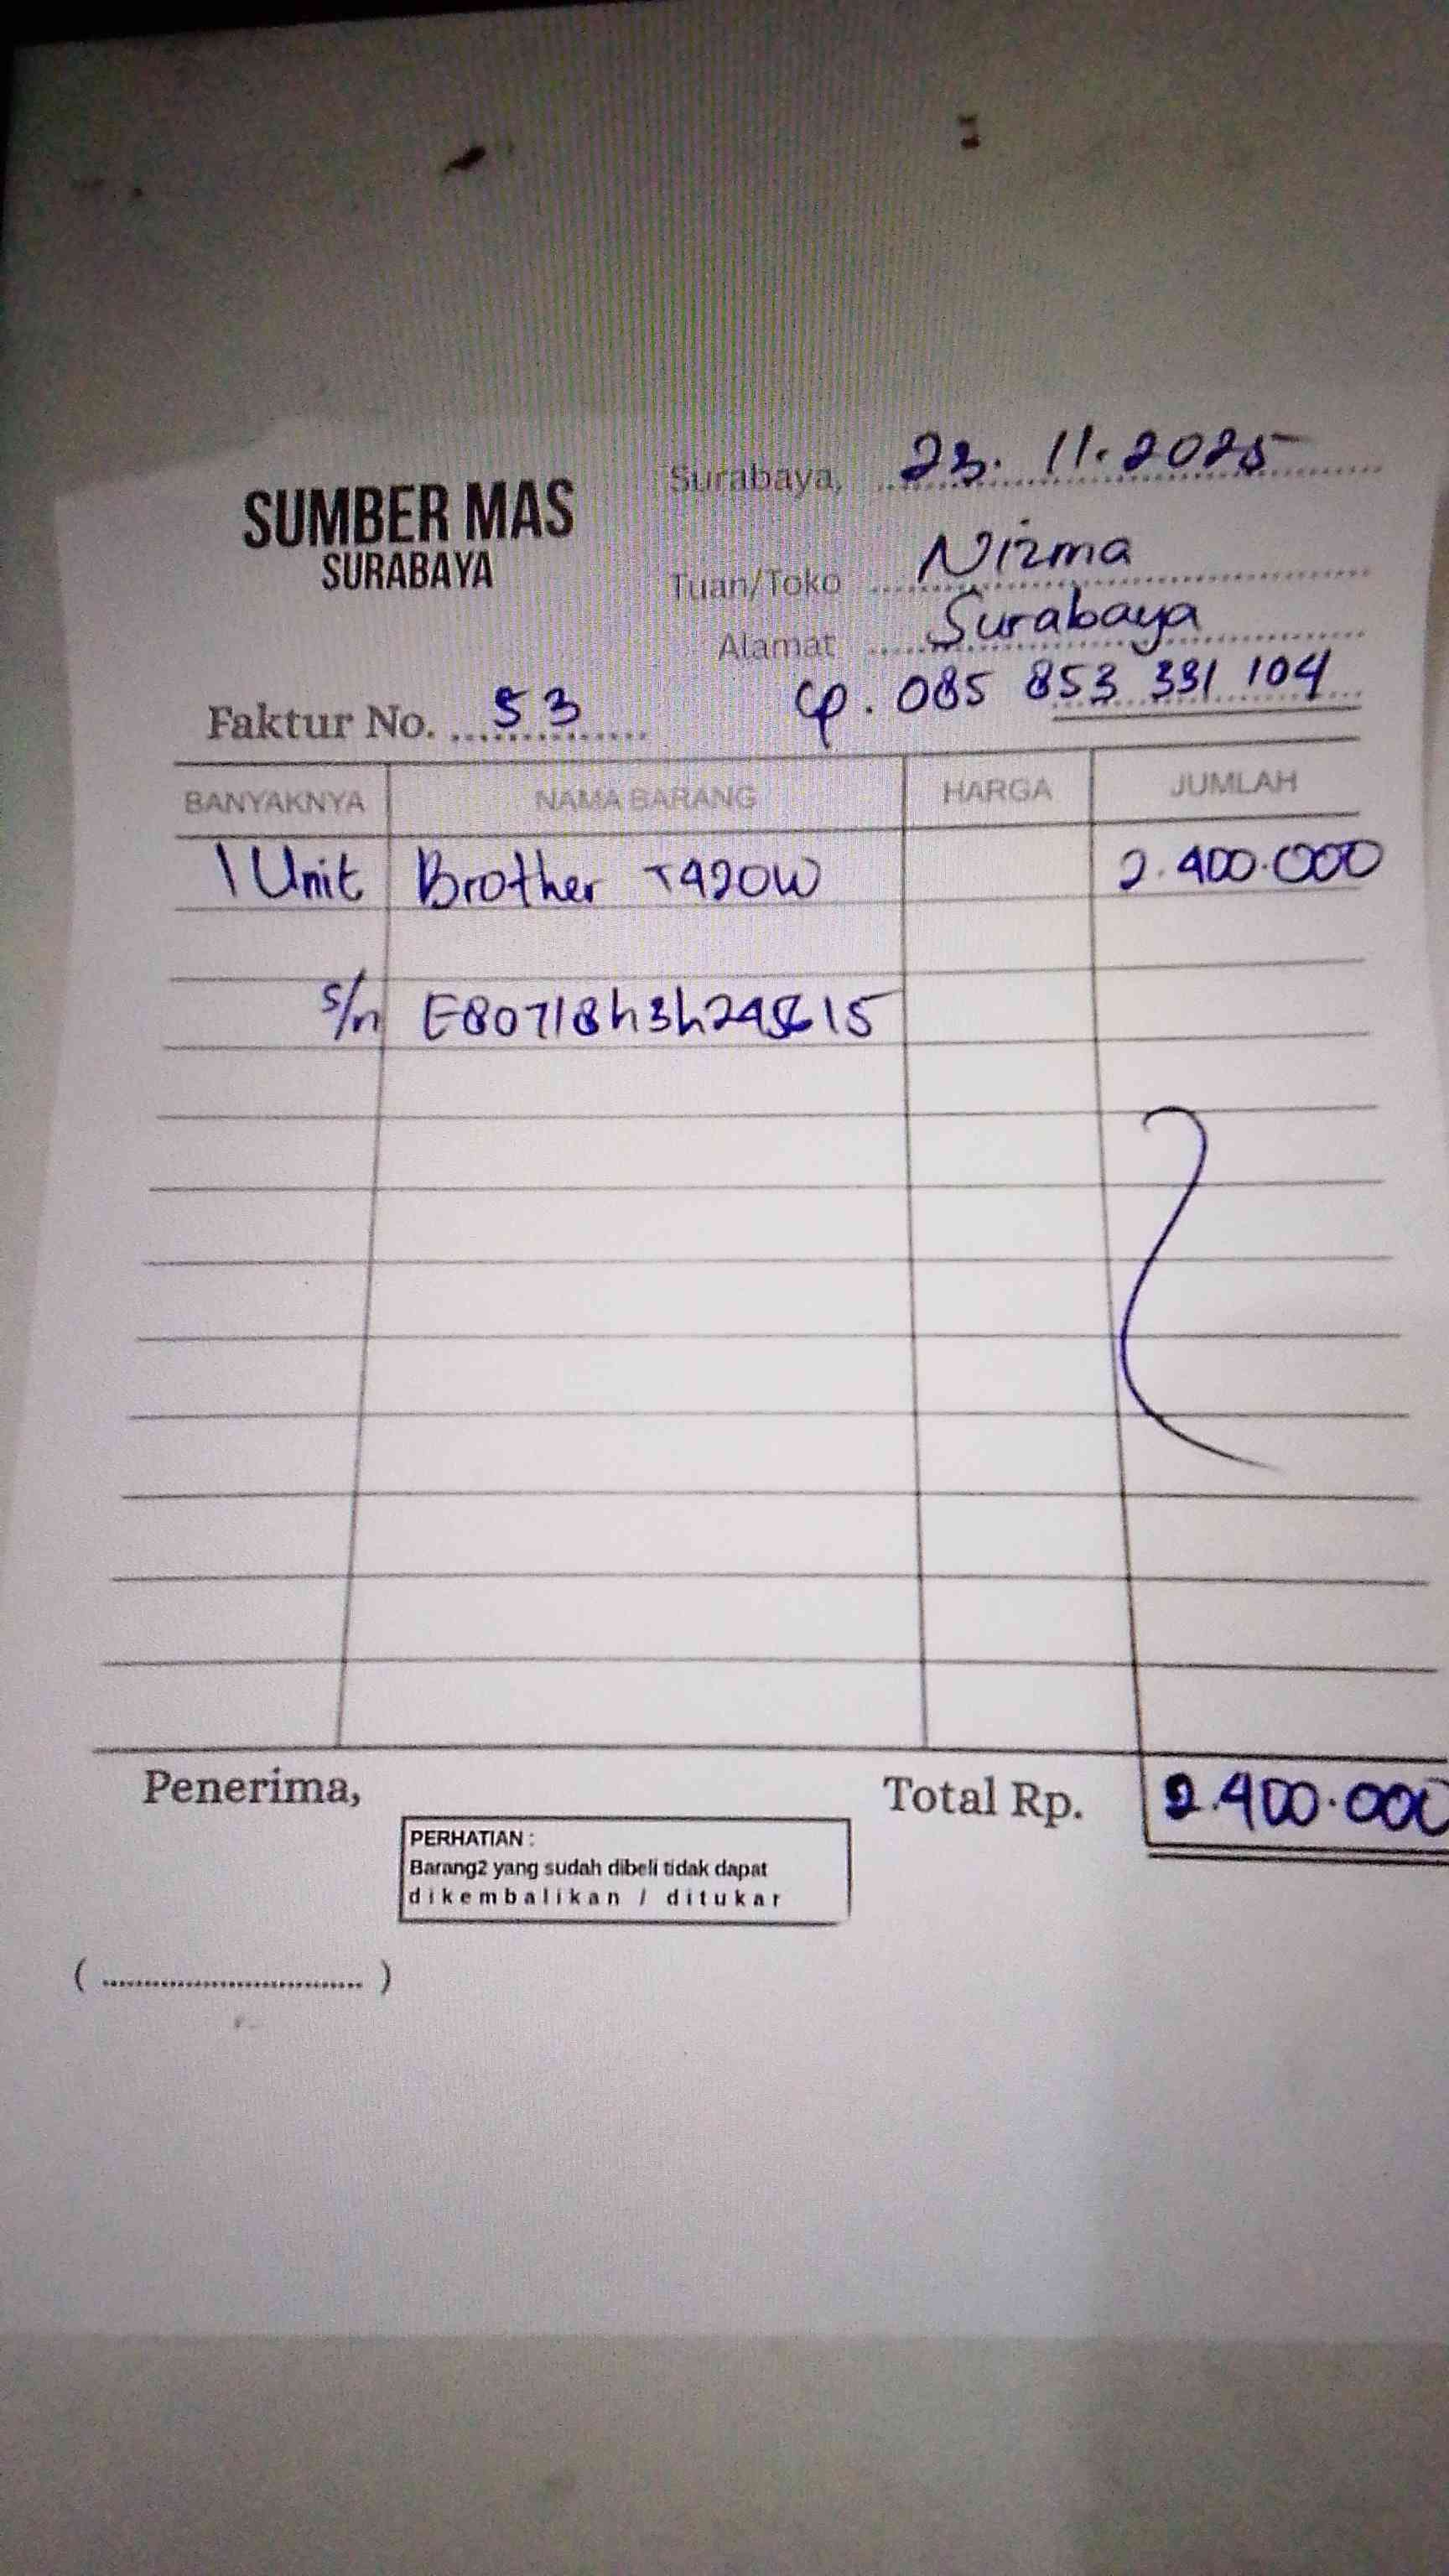 Surabaya, 23.11.2025
SUMBER MAS
SURABAYA
Tuan/Toko Nizma
Alamat Surabaya
Faktur No. 53
Cp. 085 853 331 104
BANYAKNYA NAMA BARANG HARGA JUMLAH
1 Unit Brother T420W 2.400.000
s/n
Penerima, Total Rp. 2.400.000
PERHATIAN :
Barang2 yang sudah dibeli tidak dapat
dikembalikan / ditukar
(.................................)